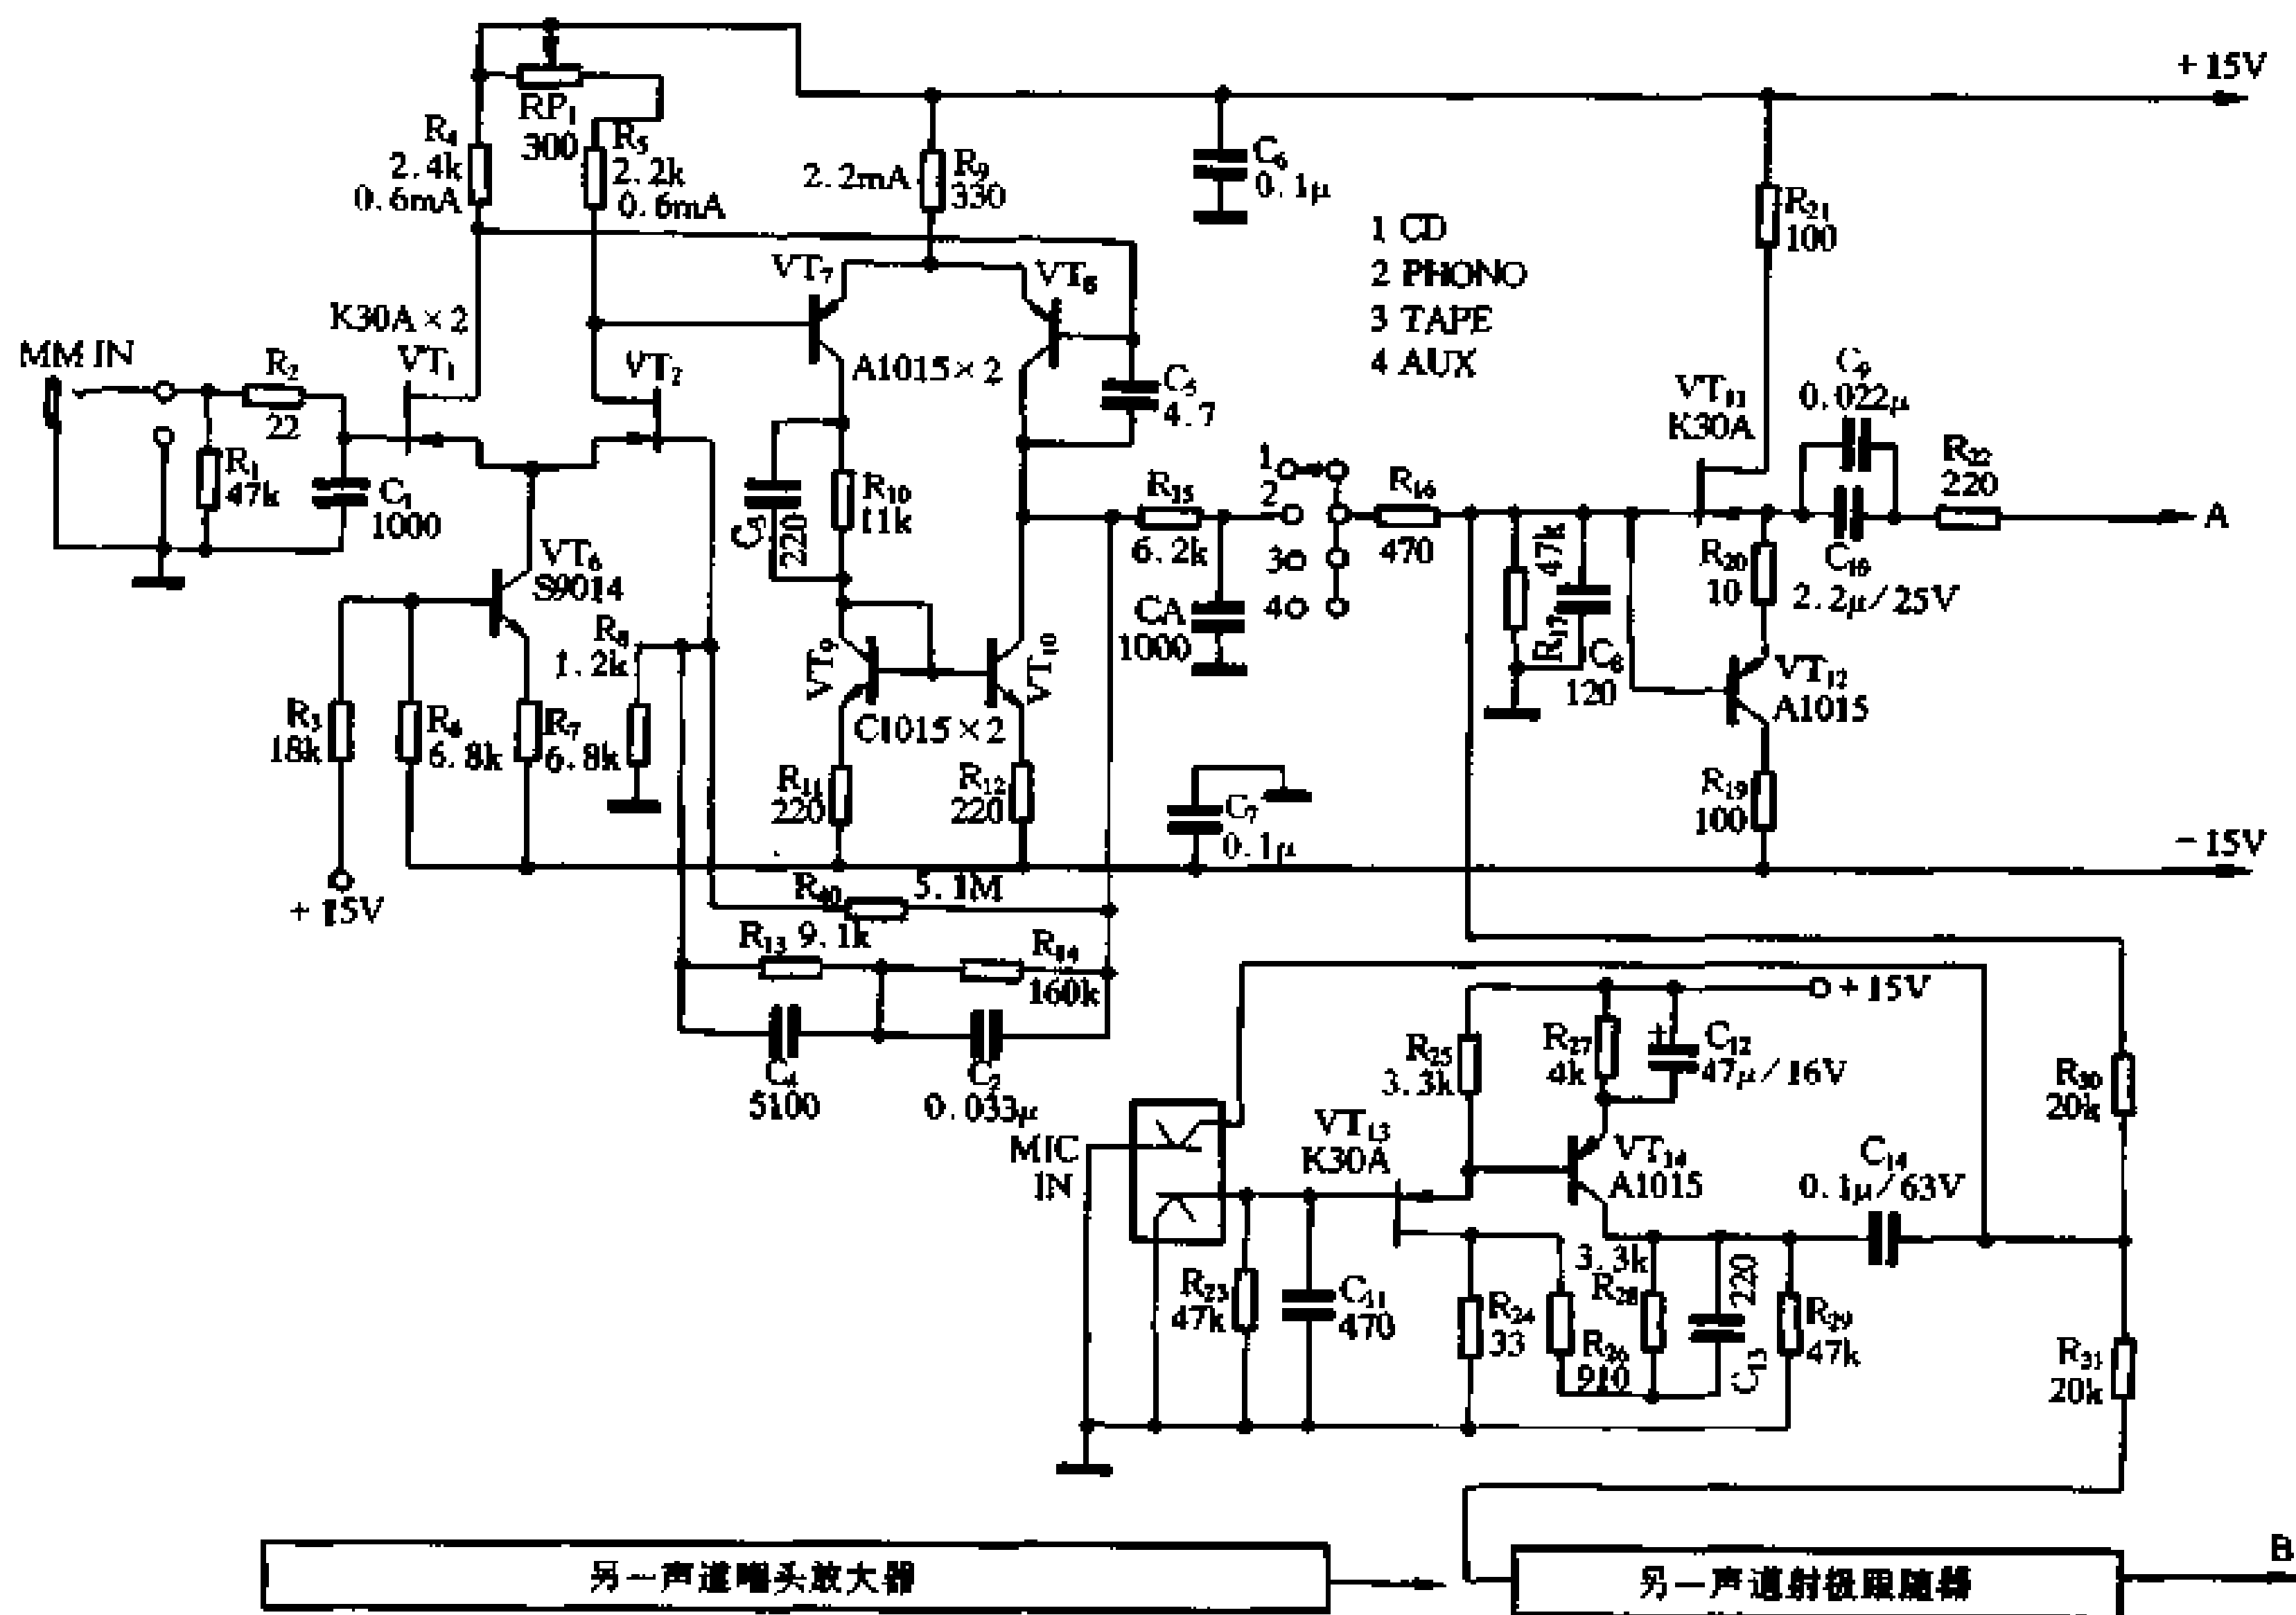 +15V
RP1
300
R4
2.4k
0.6mA
R5
2.2k
0.6mA
2.2mA
R9
330
C6
0.1μ
R21
100
1 CD
2 PHONO
3 TAPE
4 AUX
VT7
K30A×2
MM IN
R2
22
VT1
VT2
A1015×2
C5
4.7
VT11
K30A
C9
0.022μ
R22
220
R1
47k
C1
1000
220
R10
11k
R15
6.2k
1
2
3
4
R16
470
A
VT6
S9014
R8
1.2k
CA
1000
47k
R17
C8
120
R20
10
C10
2.2μ/25V
VT9
VT10
VT12
A1015
R3
18k
R6
6.8k
R7
6.8k
C1015×2
R11
220
R12
220
C7
0.1μ
R19
100
-15V
+15V
5.1M
R13 9.1k
R14
160k
+15V
C4
5100
C2
0.033μ
R25
3.3k
R27
4k
+
C12
47μ/16V
R30
20k
MIC
IN
VT13
K30A
VT14
A1015
C14
0.1μ/63V
R23
47k
C11
470
R24
33
3.3k
R28
R26
910
220
C13
R29
47k
R31
20k
另一声道唱头放大器
另一声道射极跟随器
B